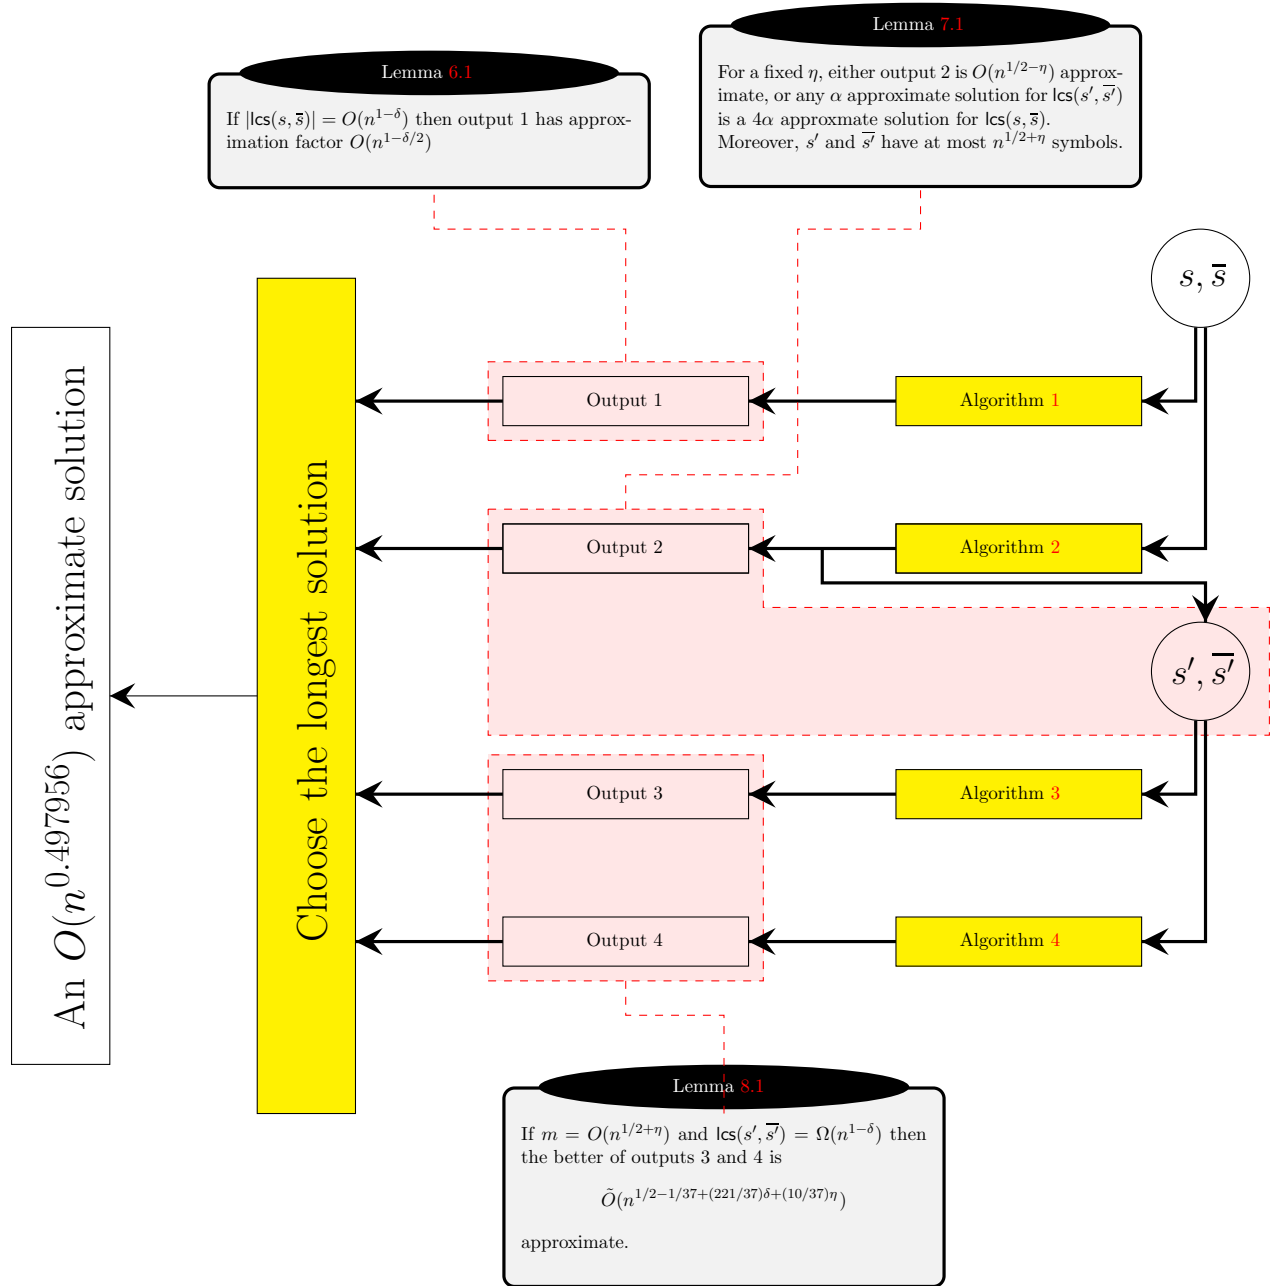 Lemma 7.1
For a fixed η, either output 2 is O(n^{1/2−η}) approx-
imate, or any α approximate solution for lcs(s′, \overline{s′})
is a 4α approxmate solution for lcs(s, \overline{s}).
Moreover, s′ and \overline{s′} have at most n^{1/2+η} symbols.
Lemma 6.1
If |lcs(s, \overline{s})| = O(n^{1−δ}) then output 1 has approx-
imation factor O(n^{1−δ/2})
s, \overline{s}
Output 1
Algorithm 1
Output 2
Algorithm 2
s′, \overline{s′}
Output 3
Algorithm 3
Output 4
Algorithm 4
Choose the longest solution
An O(n^{0.497956}) approximate solution
Lemma 8.1
If m = O(n^{1/2+η}) and lcs(s′, \overline{s′}) = Ω(n^{1−δ}) then
the better of outputs 3 and 4 is
Õ(n^{1/2−1/37+(221/37)δ+(10/37)η})
approximate.